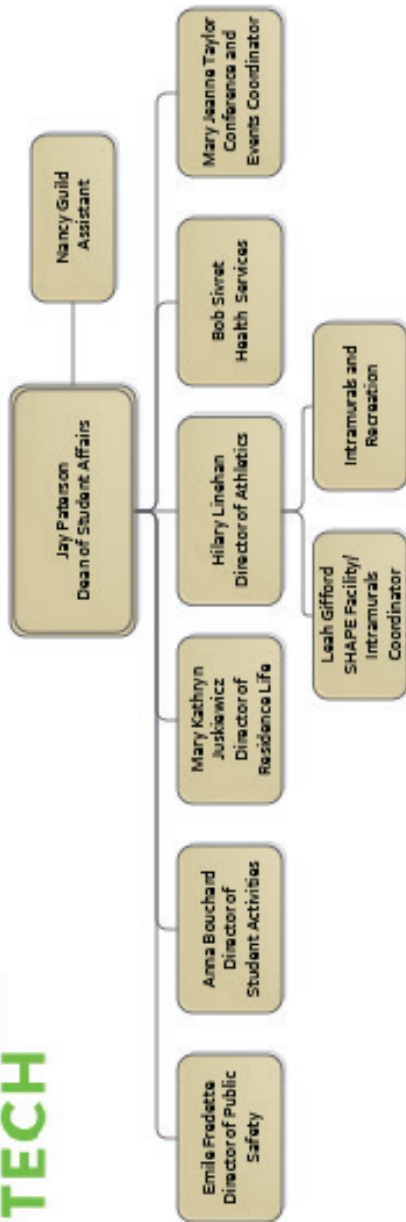 TECH
Jay Paterson
Dean of Student Affairs
Nancy Guild
Assistant
Emile Fredette
Director of Public
Safety
Anna Bouchard
Director of
Student Activities
Mary Kathryn
Juskiewicz
Director of
Residence Life
Hilary Linehan
Director of Athletics
Bob Sivret
Health Services
Mary Jeanne Taylor
Conference and
Events Coordinator
Leah Gifford
SHAPE Facility/
Intramurals
Coordinator
Intramurals and
Recreation